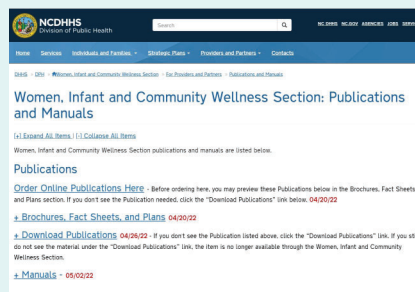 NCDHHS
Division of Public Health
Search
NC DHHS NC.GOV AGENCIES JOBS SERVI
Home Services Individuals and Families Strategic Plans Providers and Partners Contacts
DHHS DPH Women, Infant and Community Wellness Section For Providers and Partners Publications and Manuals
Women, Infant and Community Wellness Section: Publications
and Manuals
[+] Expand All Items | [-] Collapse All Items
Women, Infant and Community Wellness Section publications and manuals are listed below.
Publications
Order Online Publications Here - Before ordering here, you may preview these Publications below in the Brochures, Fact Sheets
and Plans section. If you don't see the Publication needed, click the "Download Publications" link below. 04/20/22
+ Brochures, Fact Sheets, and Plans 04/20/22
+ Download Publications 04/26/22 - If you don't see the Publication listed above, click the "Download Publications" link. If you sti
do not see the material under the "Download Publications" link, the item is no longer available through the Women, Infant and Community
Wellness Section.
+ Manuals - 05/02/22